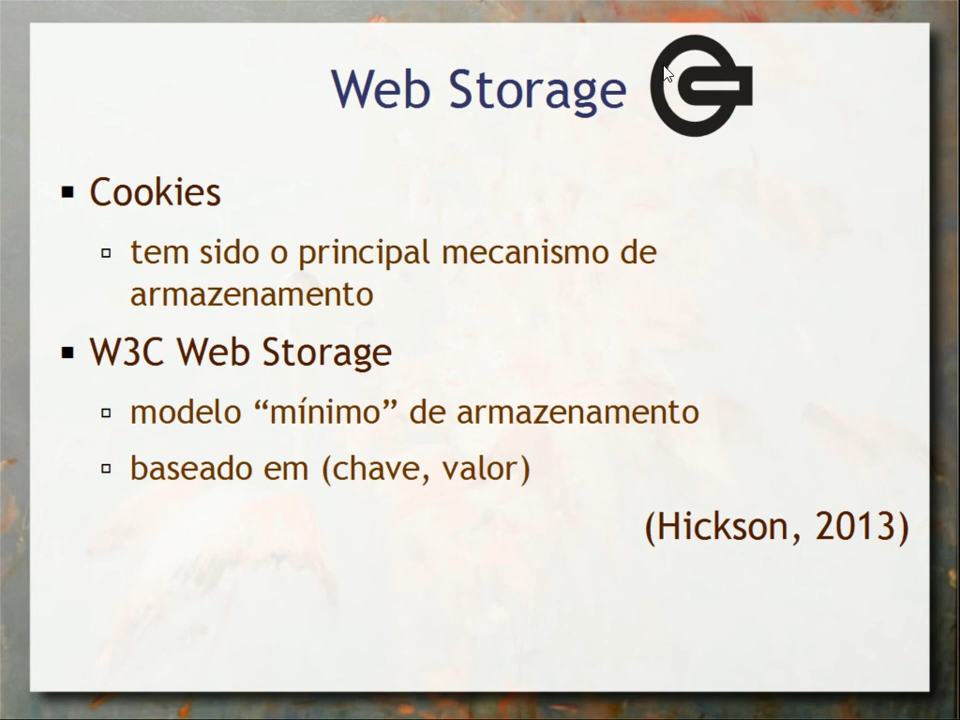 Web Storage
Cookies
tem sido o principal mecanismo de
armazenamento
W3C Web Storage
modelo “mínimo” de armazenamento
baseado em (chave, valor)
(Hickson, 2013)